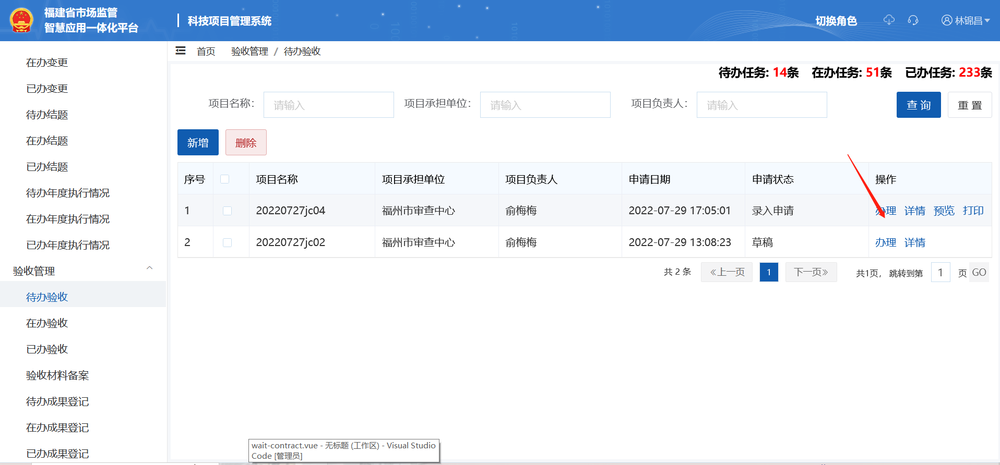 福建省市场监管
智慧应用一体化平台
科技项目管理系统
切换角色
林锦昌
首页 验收管理 / 待办验收
待办任务: 14条 在办任务: 51条 已办任务: 233条
在办变更
已办变更
待办结题
在办结题
已办结题
待办年度执行情况
在办年度执行情况
已办年度执行情况
验收管理
待办验收
在办验收
已办验收
验收材料备案
待办成果登记
在办成果登记
已办成果登记
项目名称: 请输入 项目承担单位: 请输入 项目负责人: 请输入 查询 重置
新增 删除
序号 项目名称 项目承担单位 项目负责人 申请日期 申请状态 操作
1 20220727jc04 福州市审查中心 俞梅梅 2022-07-29 17:05:01 录入申请 办理 详情 预览 打印
2 20220727jc02 福州市审查中心 俞梅梅 2022-07-29 13:08:23 草稿 办理 详情
共 2 条 «上一页 1 下一页» 共1页, 跳转到第 1 页 GO
wait-contract.vue - 无标题 (工作区) - Visual Studio
Code [管理员]